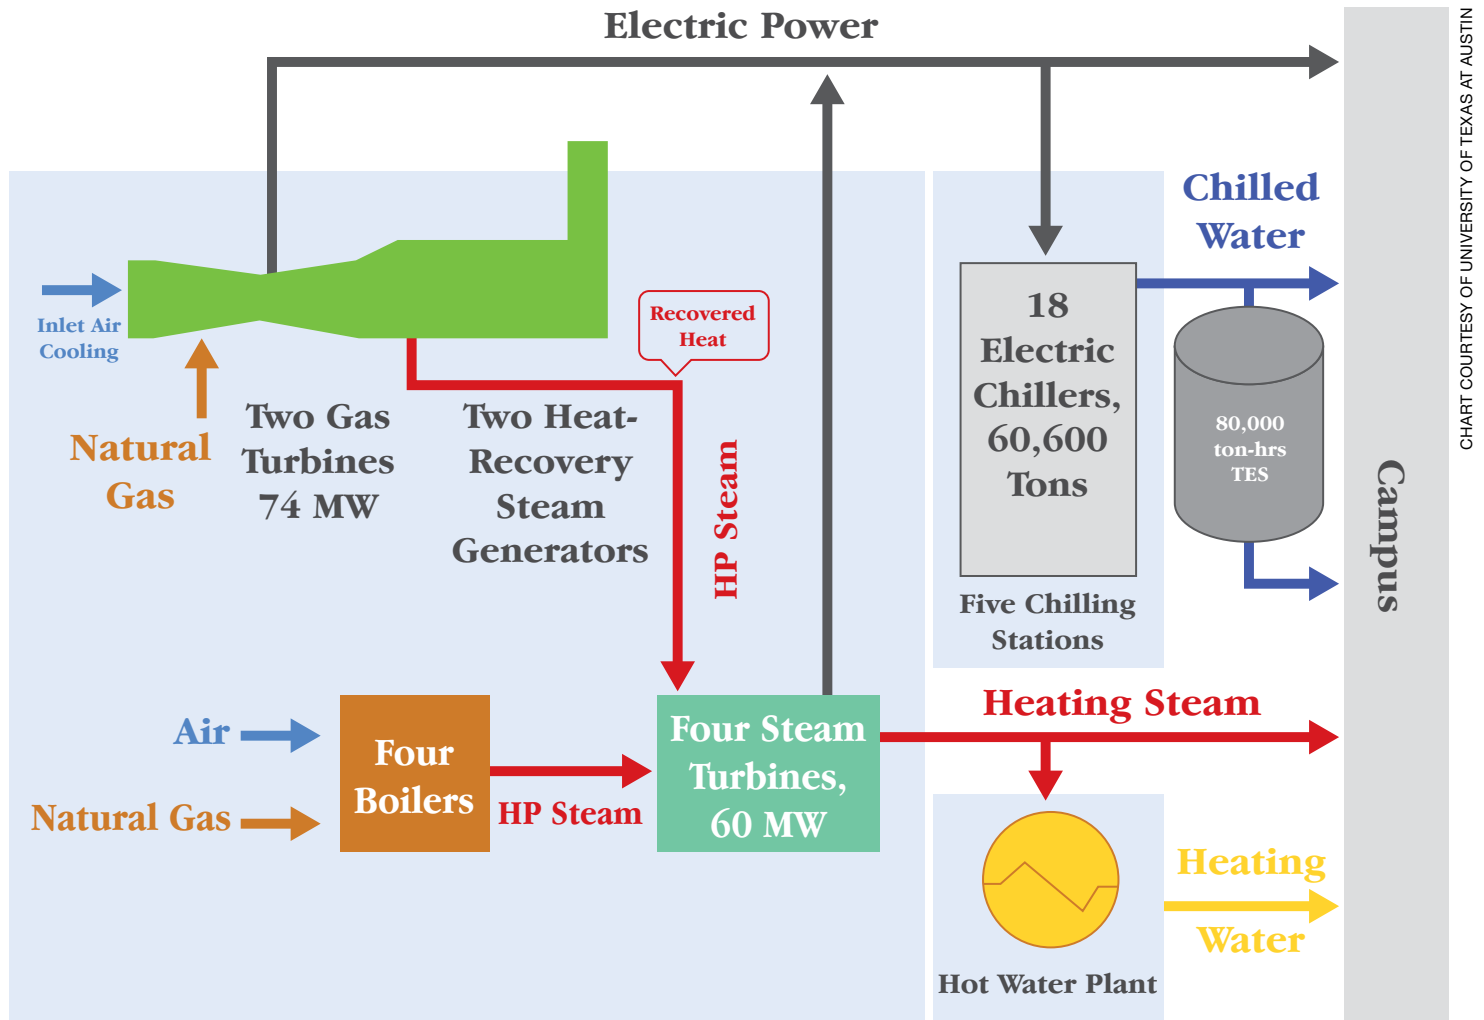 Electric Power
CHART COURTESY OF UNIVERSITY OF TEXAS AT AUSTIN
Chilled
Water
Inlet Air
Cooling
Recovered
Heat
18
Electric
Chillers,
60,600
Tons
80,000
ton-hrs
TES
Natural
Gas
Two Gas
Turbines
74 MW
Two Heat-
Recovery
Steam
Generators
HP Steam
Campus
Five Chilling
Stations
Air
Natural Gas
Four
Boilers
HP Steam
Four Steam
Turbines,
60 MW
Heating Steam
Heating
Water
Hot Water Plant